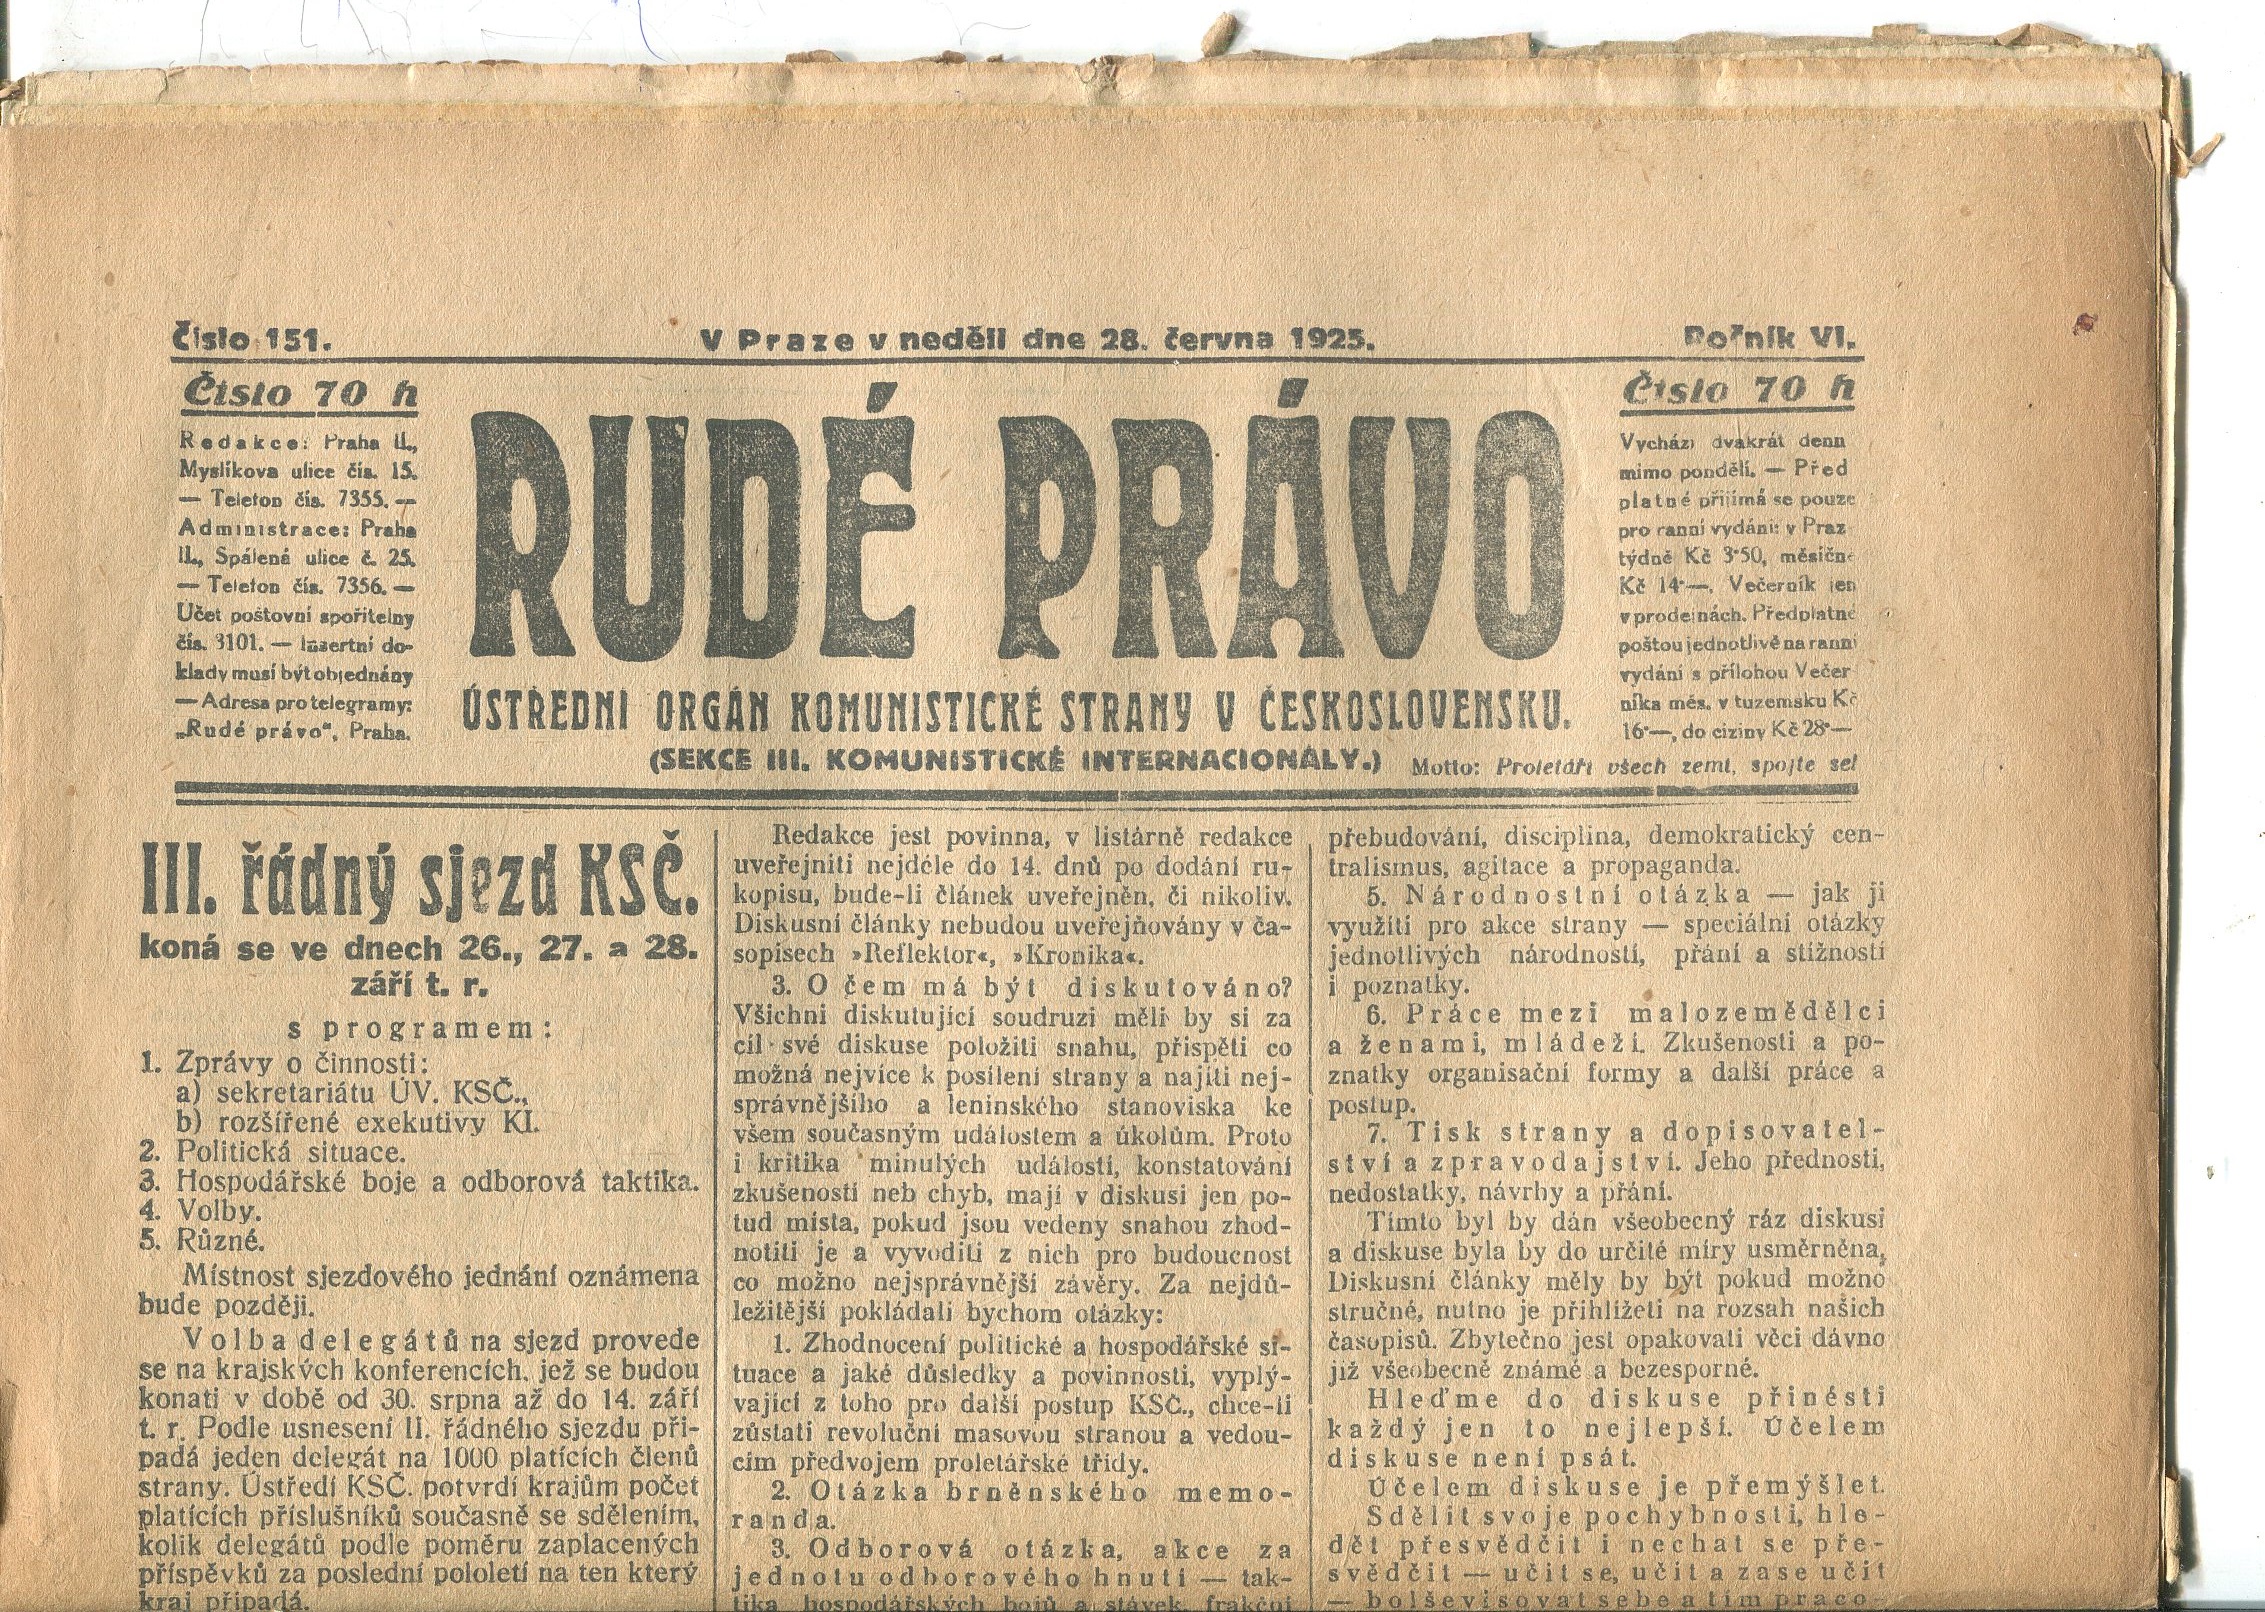 Číslo 151.
V Praze v neděli dne 28. června 1925.
Ročník VI.
Číslo 70 h
Redakce: Praha II.,
Myslíkova ulice čís. 15.
— Telefon čís. 7355. —
Administrace: Praha
II., Spálená ulice č. 25.
— Telefon čís. 7356. —
Účet poštovní spořitelny
čís. 3101. — Insertní do-
klady musí být objednány
— Adresa pro telegramy:
„Rudé právo“, Praha.
RUDÉ PRÁVO
ÚSTŘEDNI ORGÁN KOMUNISTICKÉ STRANY V ČESKOSLOVENSKU.
(SEKCE III. KOMUNISTICKÉ INTERNACIONÁLY.)
Motto: Proletáři všech zemí, spojte se!
Číslo 70 h
Vychází dvakrát denn
mimo pondělí. — Před
platné přijímá se pouze
pro ranní vydání: v Praz
týdně Kč 3·50, měsíčně
Kč 14·—. Večerník jen
v prodejnách. Předplatné
poštou jednotlivě na ranní
vydání s přílohou Večer
níka měs. v tuzemsku Kč
16·—, do ciziny Kč 28·—
III. řádný sjezd KSČ.
koná se ve dnech 26., 27. a 28.
září t. r.
s programem:
1. Zprávy o činnosti:
a) sekretariátu ÚV. KSČ.,
b) rozšířené exekutivy KI.
2. Politická situace.
3. Hospodářské boje a odborová taktika.
4. Volby.
5. Různé.
Místnost sjezdového jednání oznámena
bude později.
Volba delegátů na sjezd provede
se na krajských konferencích, jež se budou
konati v době od 30. srpna až do 14. září
t. r. Podle usnesení II. řádného sjezdu při-
padá jeden delegát na 1000 platících členů
strany. Ústředí KSČ. potvrdí krajům počet
platících příslušníků současně se sdělením,
kolik delegátů podle poměru zaplacených
příspěvků za poslední pololetí na ten který
kraj připadá.
Redakce jest povinna, v listárně redakce
uveřejniti nejdéle do 14. dnů po dodání ru-
kopisu, bude-li článek uveřejněn, či nikoliv.
Diskusní články nebudou uveřejňovány v ča-
sopisech »Reflektor«, »Kronika«.
3. O čem má být diskutováno?
Všichni diskutující soudruzi měli by si za
cíl své diskuse položiti snahu, přispěti co
možná nejvíce k posílení strany a najíti nej-
správnějšího a leninského stanoviska ke
všem současným událostem a úkolům. Proto
i kritika minulých událostí, konstatování
zkušeností neb chyb, mají v diskusi jen po-
tud místa, pokud jsou vedeny snahou zhod-
notiti je a vyvoditi z nich pro budoucnost
co možno nejsprávnější závěry. Za nejdů-
ležitější pokládali bychom otázky:
1. Zhodnocení politické a hospodářské si-
tuace a jaké důsledky a povinnosti, vyplý-
vající z toho pro další postup KSČ., chce-li
zůstati revoluční masovou stranou a vedou-
cím předvojem proletářské třídy.
2. Otázka brněnského memo-
randa.
3. Odborová otázka, akce za
jednotu odborového hnutí — tak-
tika hospodářských bojů a stávek, frakční
přebudování, disciplina, demokratický cen-
tralismus, agitace a propaganda.
5. Národnostní otázka — jak ji
využíti pro akce strany — speciální otázky
jednotlivých národností, přání a stížnosti
i poznatky.
6. Práce mezi malozemědělci
a ženami, mládeží. Zkušenosti a po-
znatky organisační formy a další práce a
postup.
7. Tisk strany a dopisovatel-
ství a zpravodajství. Jeho přednosti,
nedostatky, návrhy a přání.
Tímto byl by dán všeobecný ráz diskusi
a diskuse byla by do určité míry usměrněna,
Diskusní články měly by být pokud možno
stručné, nutno je přihlížeti na rozsah našich
časopisů. Zbytečno jest opakovati věci dávno
již všeobecně známé a bezesporné.
Hleďme do diskuse přinésti
každý jen to nejlepší. Účelem
diskuse není psát.
Účelem diskuse je přemýšlet.
Sdělit svoje pochybnosti, hle-
dět přesvědčit i nechat se pře-
svědčit — učit se, učit a zase učit
— bolševisovat sebe a tím praco-